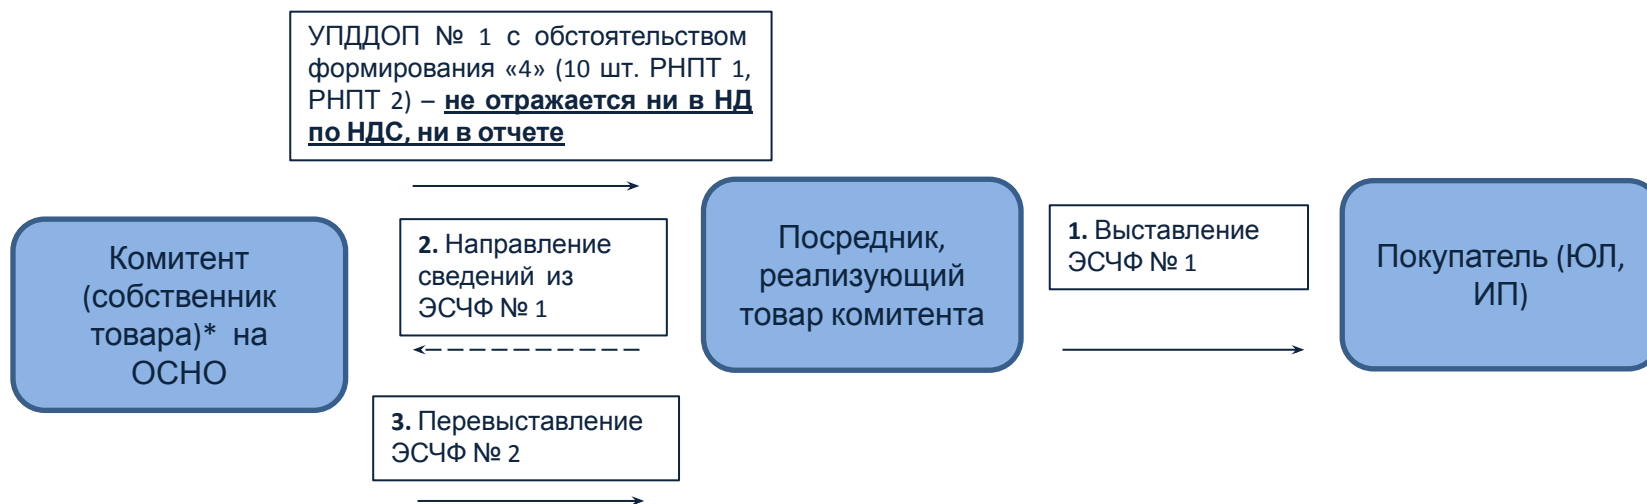 УПДДОП № 1 с обстоятельством
формирования «4» (10 шт. РНПТ 1,
РНПТ 2) – не отражается ни в НД
по НДС, ни в отчете
Комитент
(собственник
товара)* на
ОСНО
2. Направление
сведений из
ЭСЧФ № 1
3. Перевыставление
ЭСЧФ № 2
Посредник,
реализующий
товар комитента
1. Выставление
ЭСЧФ № 1
Покупатель (ЮЛ,
ИП)